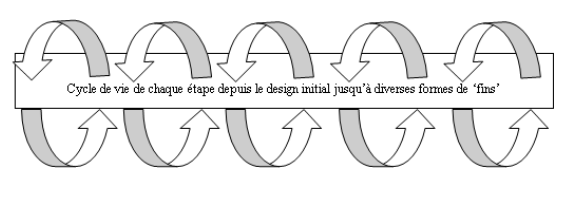 Cycle de vie de chaque étape depuis le design initial jusqu’à diverses formes de ‘fins’